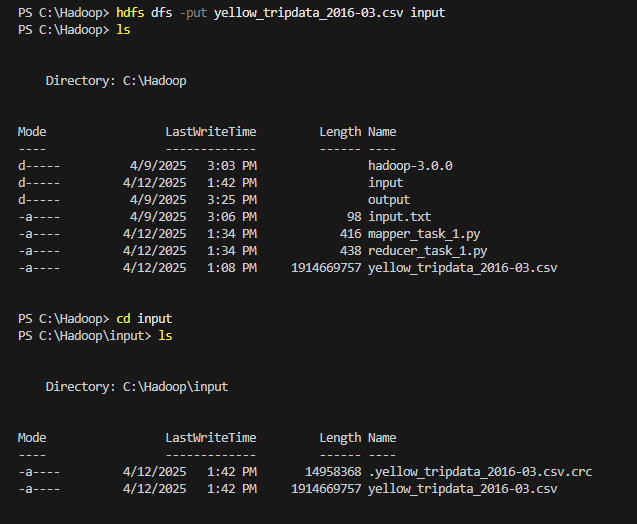 PS C:\Hadoop> hdfs dfs -put yellow_tripdata_2016-03.csv input
PS C:\Hadoop> ls
Directory: C:\Hadoop
Mode LastWriteTime Length Name
---- ------------- ------ ----
d----- 4/9/2025 3:03 PM hadoop-3.0.0
d----- 4/12/2025 1:42 PM input
d----- 4/9/2025 3:25 PM output
-a---- 4/9/2025 3:06 PM 98 input.txt
-a---- 4/12/2025 1:34 PM 416 mapper_task_1.py
-a---- 4/12/2025 1:34 PM 438 reducer_task_1.py
-a---- 4/12/2025 1:08 PM 1914669757 yellow_tripdata_2016-03.csv
PS C:\Hadoop> cd input
PS C:\Hadoop\input> ls
Directory: C:\Hadoop\input
Mode LastWriteTime Length Name
---- ------------- ------ ----
-a---- 4/12/2025 1:42 PM 14958368 .yellow_tripdata_2016-03.csv.crc
-a---- 4/12/2025 1:42 PM 1914669757 yellow_tripdata_2016-03.csv